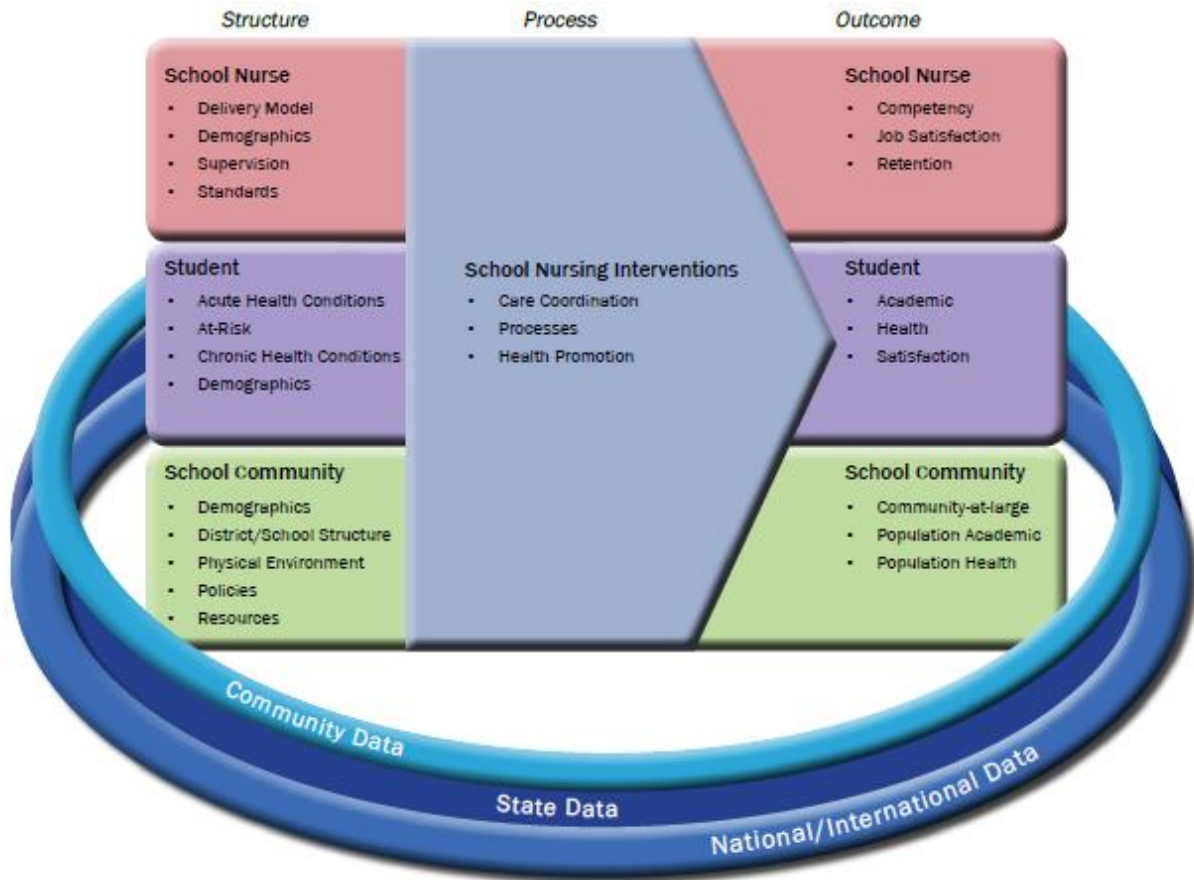 Structure
Process
Outcome
School Nurse
• Delivery Model
• Demographics
• Supervision
• Standards
School Nurse
• Competency
• Job Satisfaction
• Retention
Student
• Acute Health Conditions
• At-Risk
• Chronic Health Conditions
• Demographics
School Nursing Interventions
• Care Coordination
• Processes
• Health Promotion
Student
• Academic
• Health
• Satisfaction
School Community
• Demographics
• District/School Structure
• Physical Environment
• Policies
• Resources
School Community
• Community-at-large
• Population Academic
• Population Health
Community Data
State Data
National/International Data